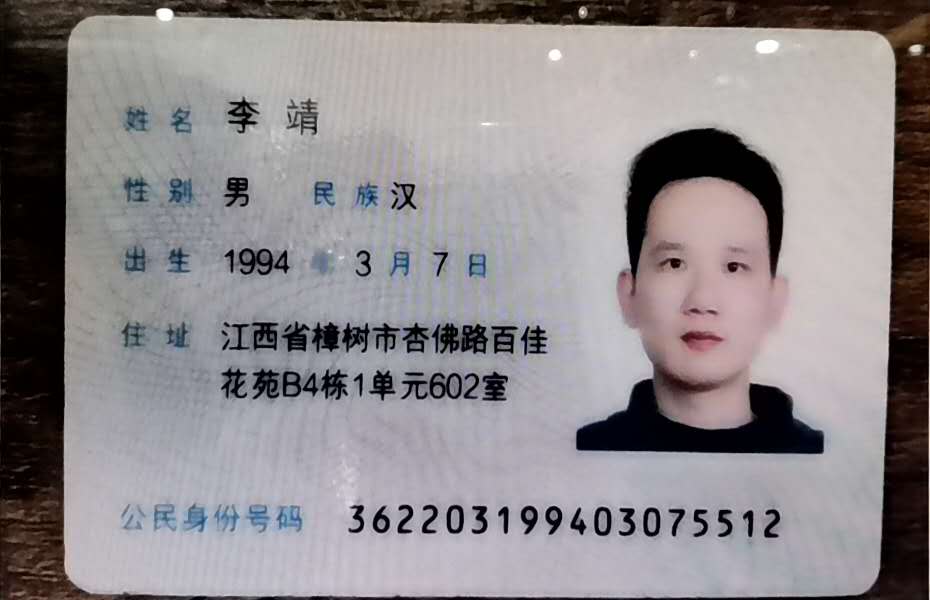 姓名 李靖
性别 男 民族 汉
出生 1994 年 3 月 7 日
住址 江西省樟树市杏佛路百佳
花苑B4栋1单元602室
公民身份号码 362203199403075512